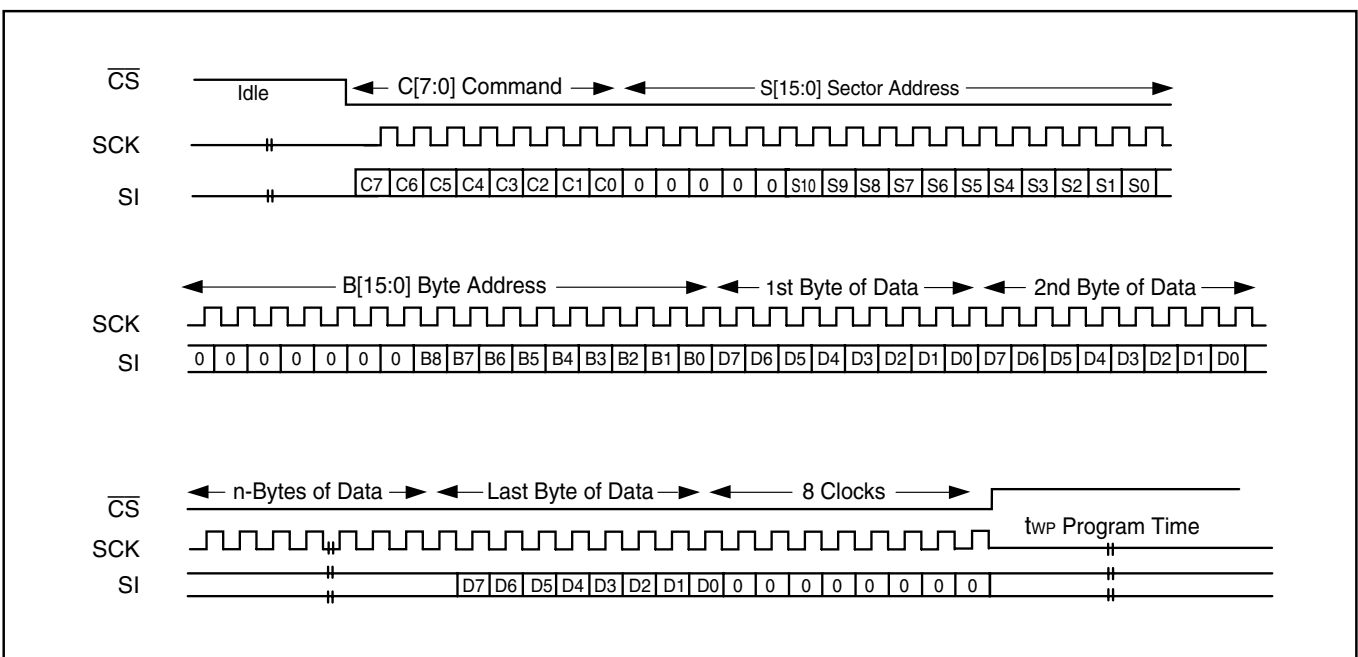 CS C[7:0] Command S[15:0] Sector Address
Idle
SCK
SI C7 C6 C5 C4 C3 C2 C1 C0 0 0 0 0 0 S10 S9 S8 S7 S6 S5 S4 S3 S2 S1 S0
B[15:0] Byte Address 1st Byte of Data 2nd Byte of Data
SCK
SI 0 0 0 0 0 0 0 B8 B7 B6 B5 B4 B3 B2 B1 B0 D7 D6 D5 D4 D3 D2 D1 D0 D7 D6 D5 D4 D3 D2 D1 D0
n-Bytes of Data Last Byte of Data 8 Clocks
CS
SCK tWP Program Time
SI D7 D6 D5 D4 D3 D2 D1 D0 0 0 0 0 0 0 0 0